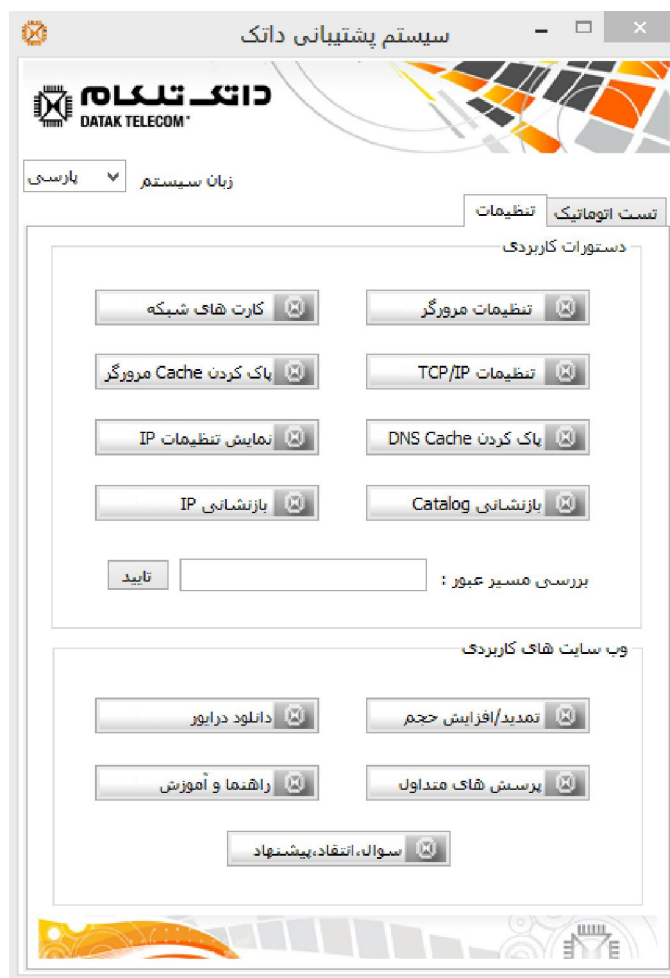 سیستم پشتیبانی داتک
داتک تلکام
DATAK TELECOM
زبان سیستم
پارسی
تست اتوماتیک
تنظیمات
دستورات کاربردی
تنظیمات مرورگر
کارت های شبکه
تنظیمات TCP/IP
پاک کردن Cache مرورگر
پاک کردن DNS Cache
نمایش تنظیمات IP
بازنشانی Catalog
بازنشانی IP
بررسی مسیر عبور :
تایید
وب سایت های کاربردی
تمدید/افزایش حجم
دانلود درایور
پرسش های متداول
راهنما و آموزش
سوال،انتقاد،پیشنهاد